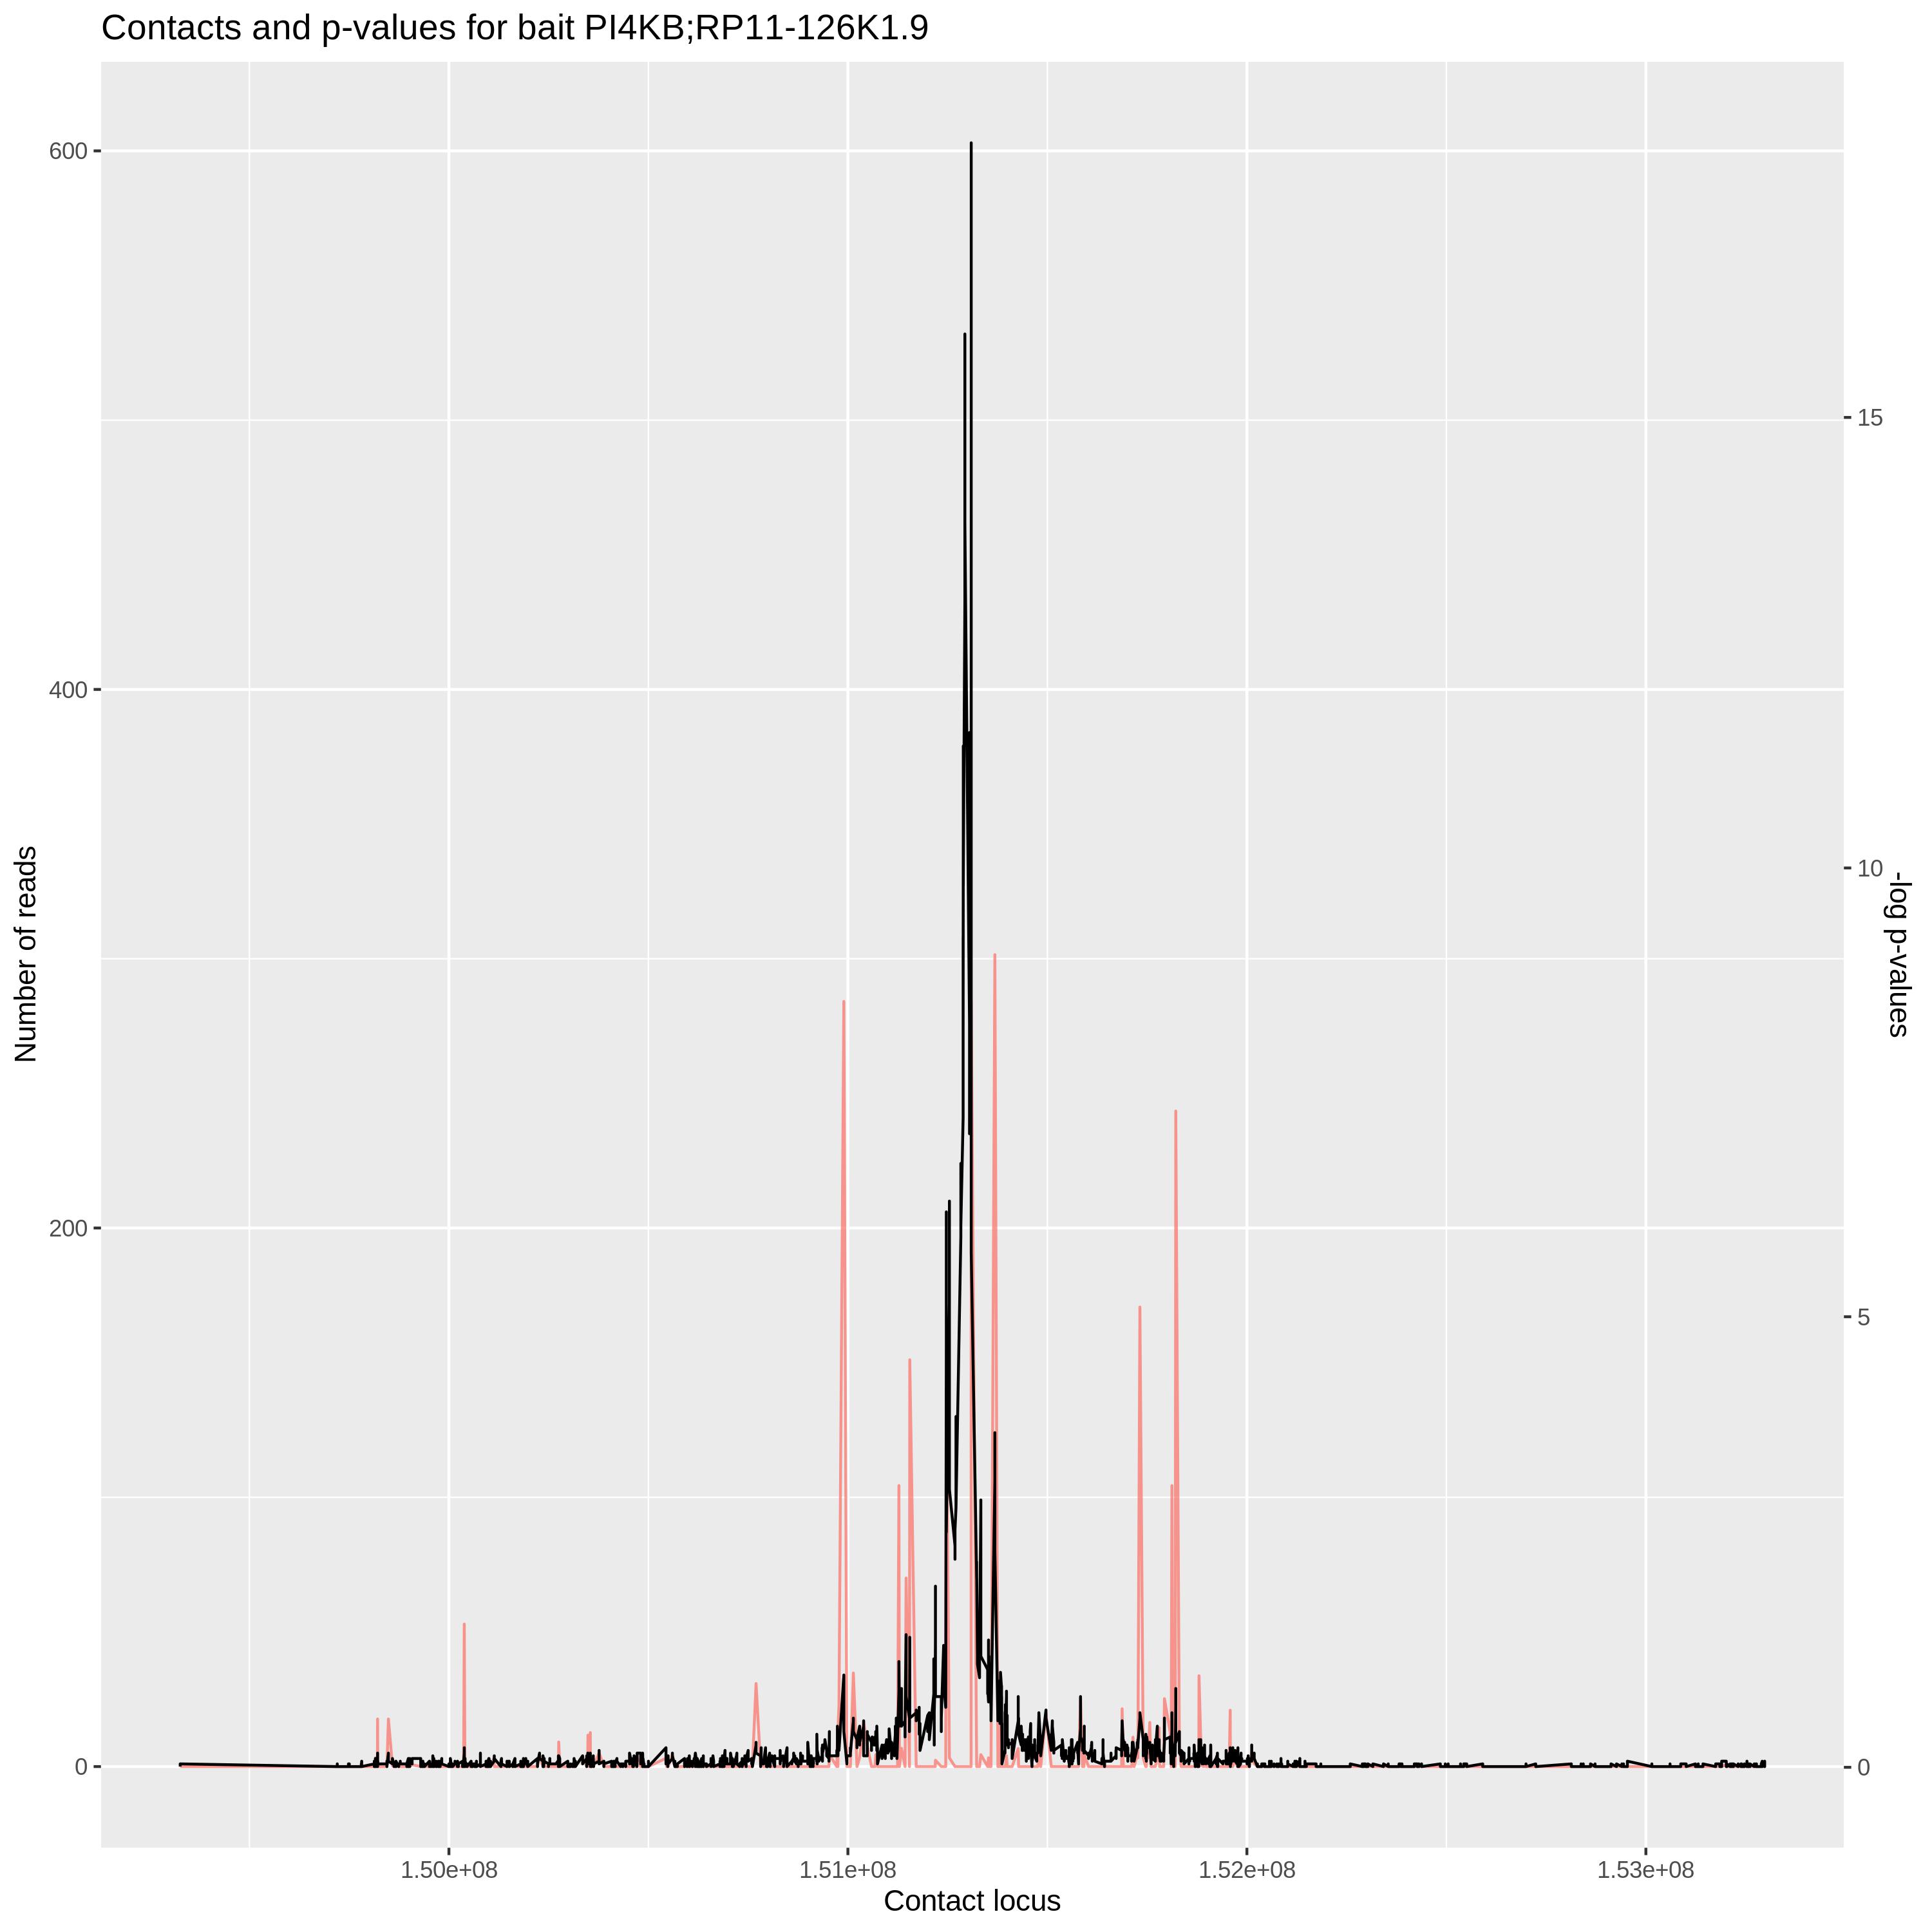 Contacts and p-values for bait PI4KB;RP11-126K1.9
600
400
200
0
Number of reads
15
10
5
0
-log p-values
1.50e+08 1.51e+08 1.52e+08 1.53e+08
Contact locus